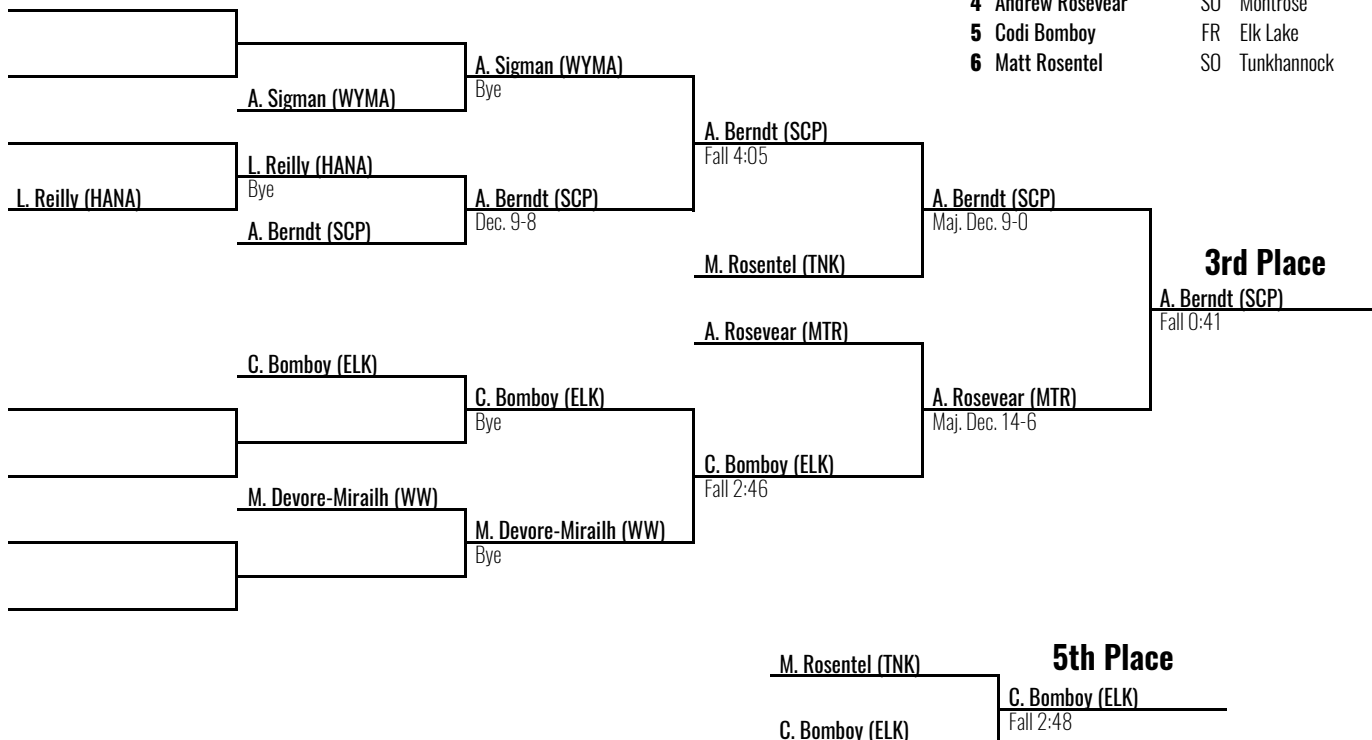 4 Andrew Rosevear SO Montrose
5 Codi Bomboy FR Elk Lake
6 Matt Rosentel SO Tunkhannock
A. Sigman (WYMA)
Bye
A. Sigman (WYMA)
A. Berndt (SCP)
Fall 4:05
L. Reilly (HANA)
Bye
L. Reilly (HANA)
A. Berndt (SCP)
Dec. 9-8
A. Berndt (SCP)
Maj. Dec. 9-0
A. Berndt (SCP)
M. Rosentel (TNK)
3rd Place
A. Berndt (SCP)
Fall 0:41
A. Rosevear (MTR)
C. Bomboy (ELK)
C. Bomboy (ELK)
Bye
A. Rosevear (MTR)
Maj. Dec. 14-6
C. Bomboy (ELK)
Fall 2:46
M. Devore-Mirailh (WW)
M. Devore-Mirailh (WW)
Bye
5th Place
M. Rosentel (TNK)
C. Bomboy (ELK)
Fall 2:48
C. Bomboy (ELK)